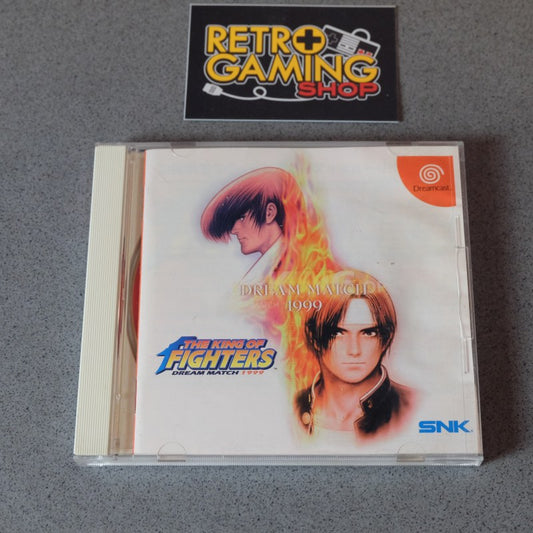 RETRO
GAMING
SHOP
Dreamcast
DREAM MATCH
1999
THE KING OF
FIGHTERS
DREAM MATCH 1999
SNK